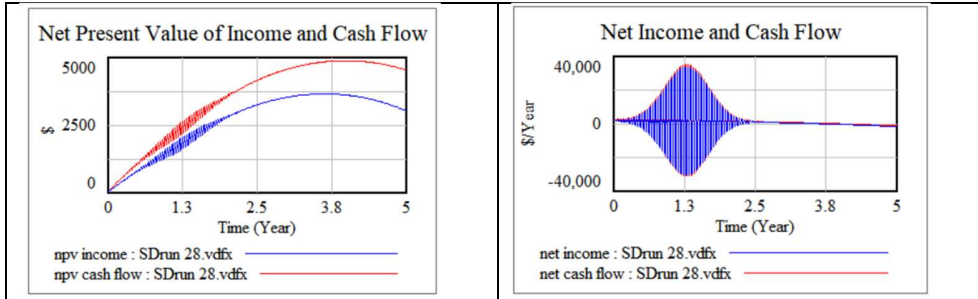 Net Present Value of Income and Cash Flow
5000
2500
0
$
0 1.3 2.5 3.8 5
Time (Year)
npv income : SDrun 28.vdfx
npv cash flow : SDrun 28.vdfx
Net Income and Cash Flow
40,000
0
-40,000
$/Year
0 1.3 2.5 3.8 5
Time (Year)
net income : SDrun 28.vdfx
net cash flow : SDrun 28.vdfx